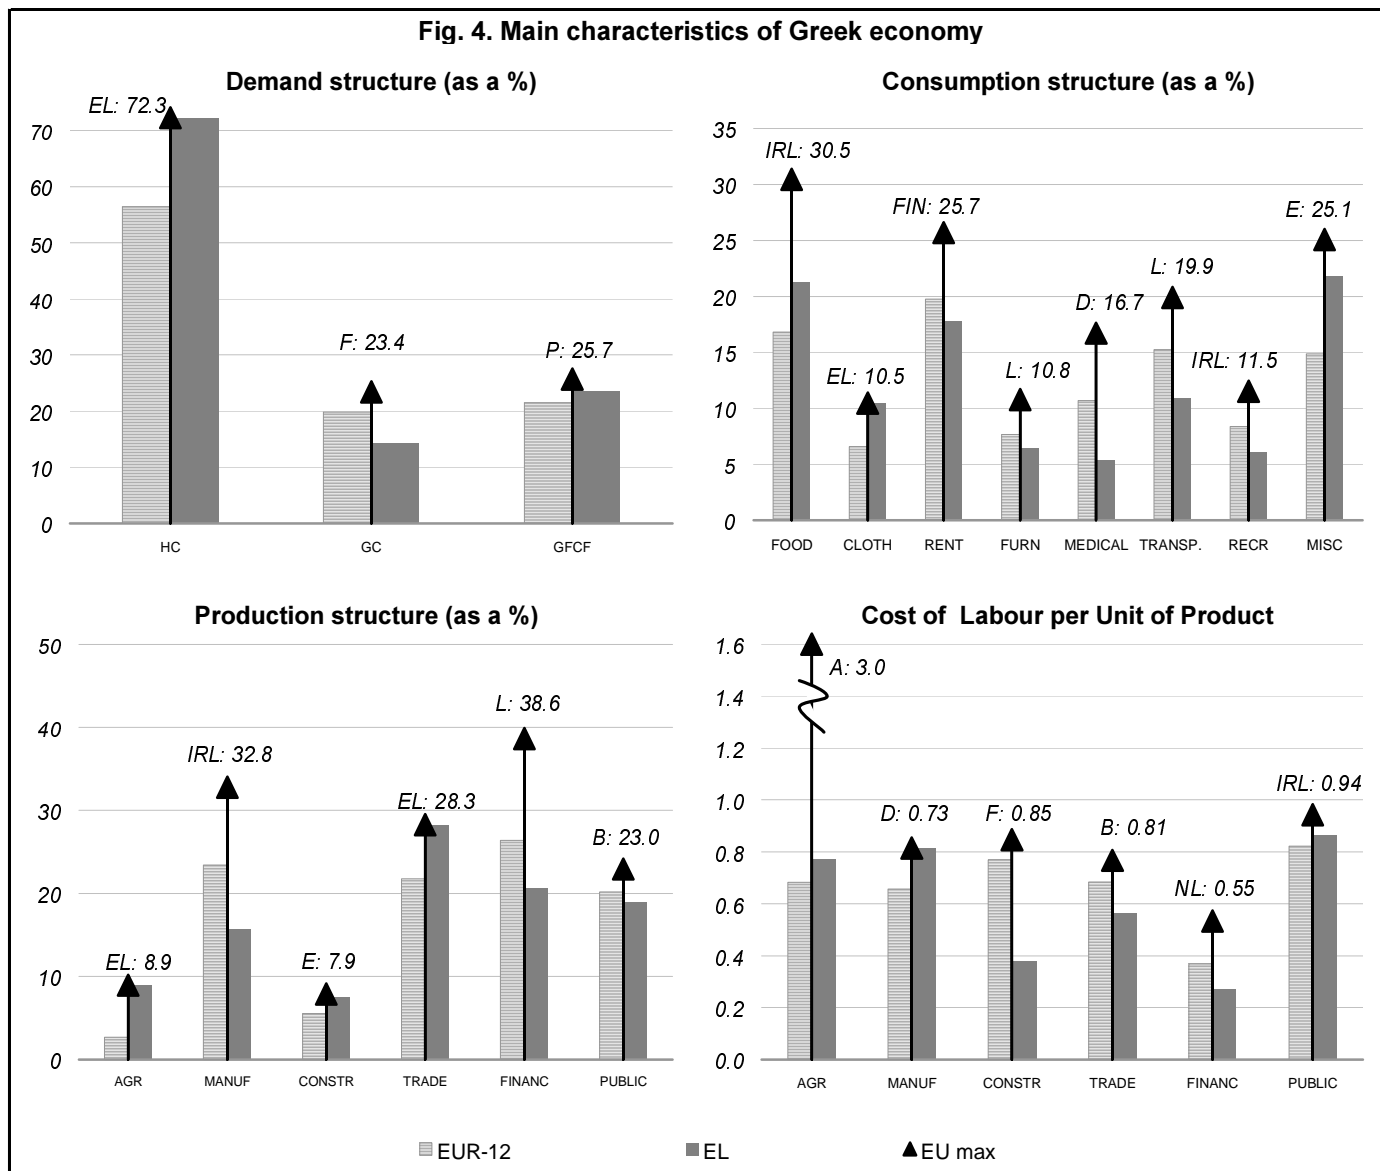 Fig. 4. Main characteristics of Greek economy
Demand structure (as a %)
EL: 72.3
70
60
50
40
30
20
10
0
F: 23.4
P: 25.7
HC GC GFCF
Consumption structure (as a %)
35
30
25
20
15
10
5
0
IRL: 30.5
EL: 10.5
FIN: 25.7
L: 10.8
D: 16.7
L: 19.9
IRL: 11.5
E: 25.1
FOOD CLOTH RENT FURN MEDICAL TRANSP. RECR MISC
Production structure (as a %)
50
40
30
20
10
0
EL: 8.9
IRL: 32.8
E: 7.9
EL: 28.3
L: 38.6
B: 23.0
AGR MANUF CONSTR TRADE FINANC PUBLIC
Cost of Labour per Unit of Product
1.6
1.4
1.2
1.0
0.8
0.6
0.4
0.2
0.0
A: 3.0
D: 0.73
F: 0.85
B: 0.81
NL: 0.55
IRL: 0.94
AGR MANUF CONSTR TRADE FINANC PUBLIC
EUR-12 EL EU max